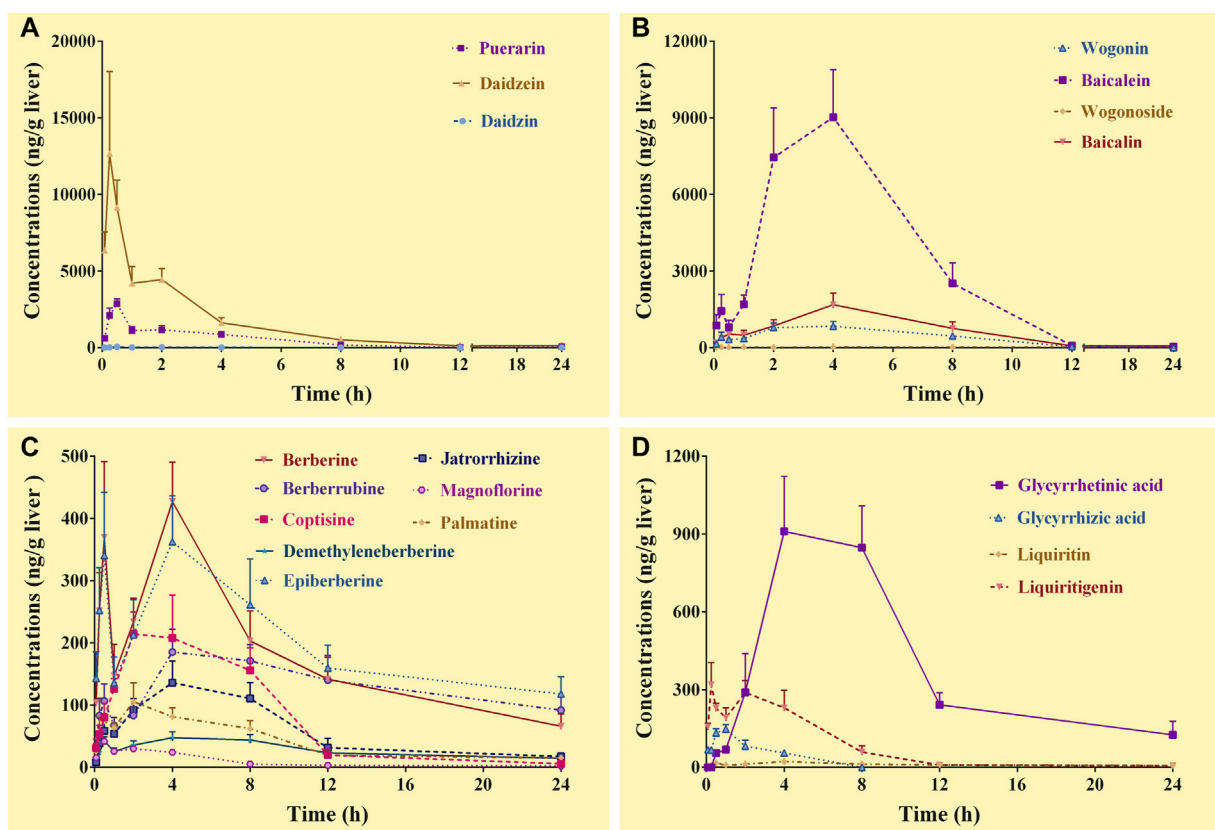 A
Concentrations (ng/g liver)
20000
15000
10000
5000
0
Puerarin
Daidzein
Daidzin
0 2 4 6 8 10 12 18 24
Time (h)
B
Concentrations (ng/g liver)
12000
9000
6000
3000
0
Wogonin
Baicalein
Wogonoside
Baicalin
0 2 4 6 8 10 12 18 24
Time (h)
C
Concentrations (ng/g liver )
500
400
300
200
100
0
Berberine
Berberrubine
Coptisine
Demethyleneberberine
Epiberberine
Jatrorrhizine
Magnoflorine
Palmatine
0 4 8 12 24
Time (h)
D
Concentrations (ng/g liver)
1200
900
600
300
0
Glycyrrhetinic acid
Glycyrrhizic acid
Liquiritin
Liquiritigenin
0 4 8 12 24
Time (h)